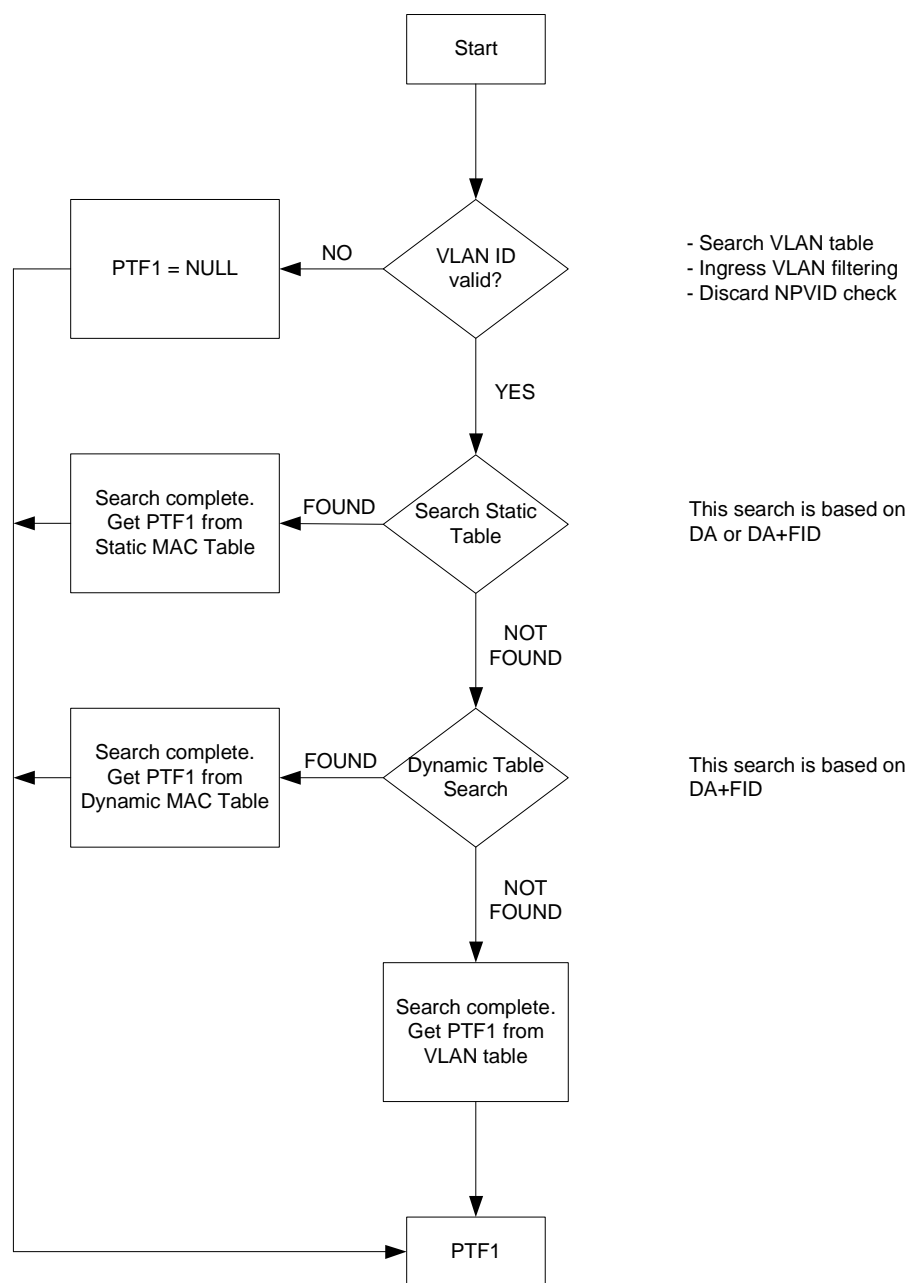 Start
NO
PTF1 = NULL
VLAN ID
valid?
- Search VLAN table
- Ingress VLAN filtering
- Discard NPVID check
YES
Search complete.
Get PTF1 from
Static MAC Table
FOUND
Search Static
Table
This search is based on
DA or DA+FID
NOT
FOUND
Search complete.
Get PTF1 from
Dynamic MAC Table
FOUND
Dynamic Table
Search
This search is based on
DA+FID
NOT
FOUND
Search complete.
Get PTF1 from
VLAN table
PTF1